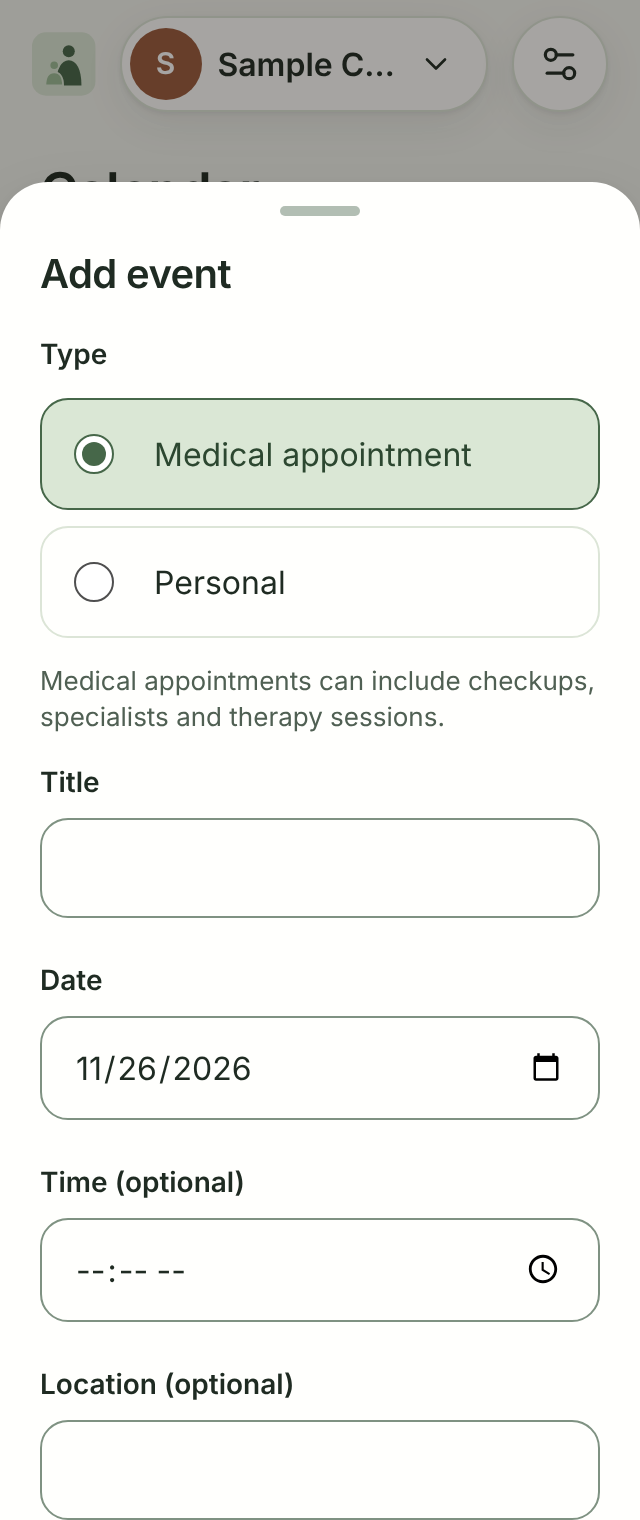 S
Sample C...
Calendar
Add event
Type
Medical appointment
Personal
Medical appointments can include checkups,
specialists and therapy sessions.
Title
Date
11/26/2026
Time (optional)
--:-- --
Location (optional)